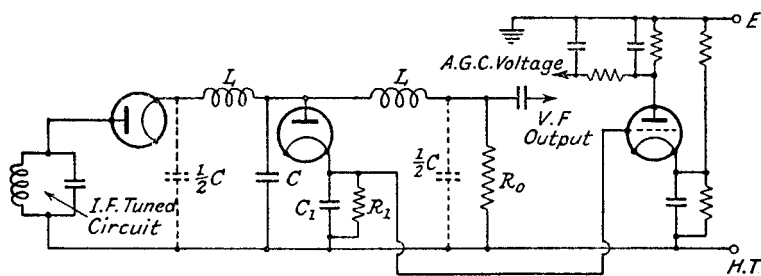 E
A.G.C. Voltage
L
L
V.F
Output
½C
C
C₁
R₁
½C
R₀
I.F. Tuned
Circuit
H.T.